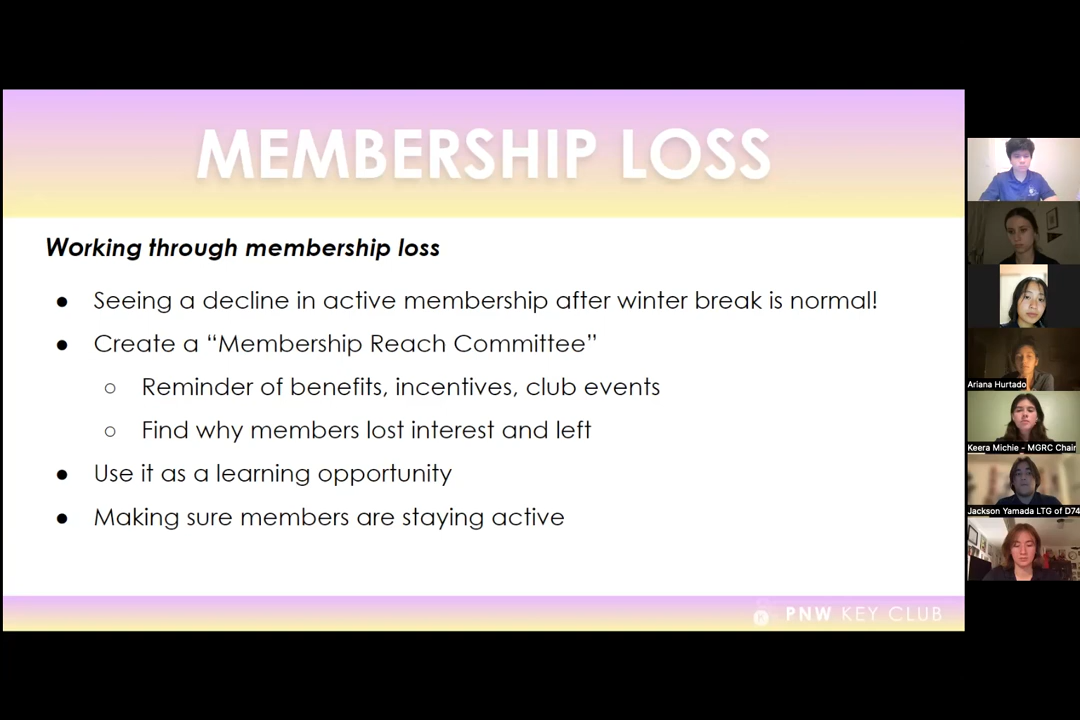 MEMBERSHIP LOSS
Working through membership loss
● Seeing a decline in active membership after winter break is normal!
● Create a “Membership Reach Committee”
○ Reminder of benefits, incentives, club events
○ Find why members lost interest and left
● Use it as a learning opportunity
● Making sure members are staying active
PNW KEY CLUB
Ariana Hurtado
Keera Michie - MGRC Chair
Jackson Yamada LTG of D74